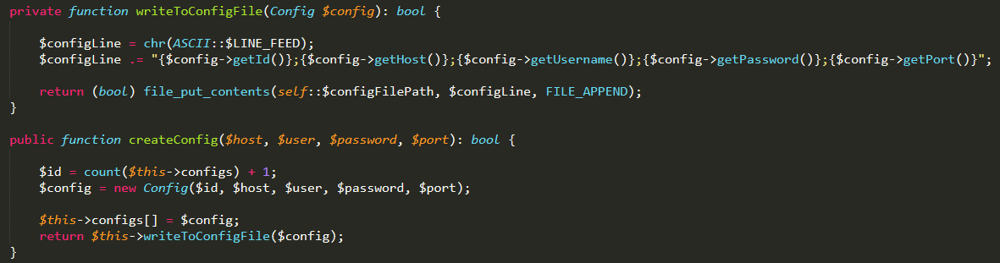 private function writeToConfigFile(Config $config): bool {
$configLine = chr(ASCII::$LINE_FEED);
$configLine .= "{$config->getId()};{$config->getHost()};{$config->getUsername()};{$config->getPassword()};{$config->getPort()}";
return (bool) file_put_contents(self::$configFilePath, $configLine, FILE_APPEND);
}
public function createConfig($host, $user, $password, $port): bool {
$id = count($this->configs) + 1;
$config = new Config($id, $host, $user, $password, $port);
$this->configs[] = $config;
return $this->writeToConfigFile($config);
}